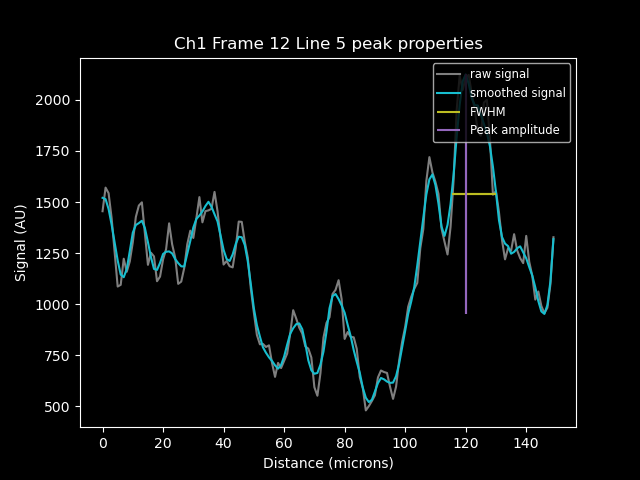 Ch1 Frame 12 Line 5 peak properties
raw signal
smoothed signal
FWHM
Peak amplitude
Signal (AU)
2000
1750
1500
1250
1000
750
500
0 20 40 60 80 100 120 140
Distance (microns)